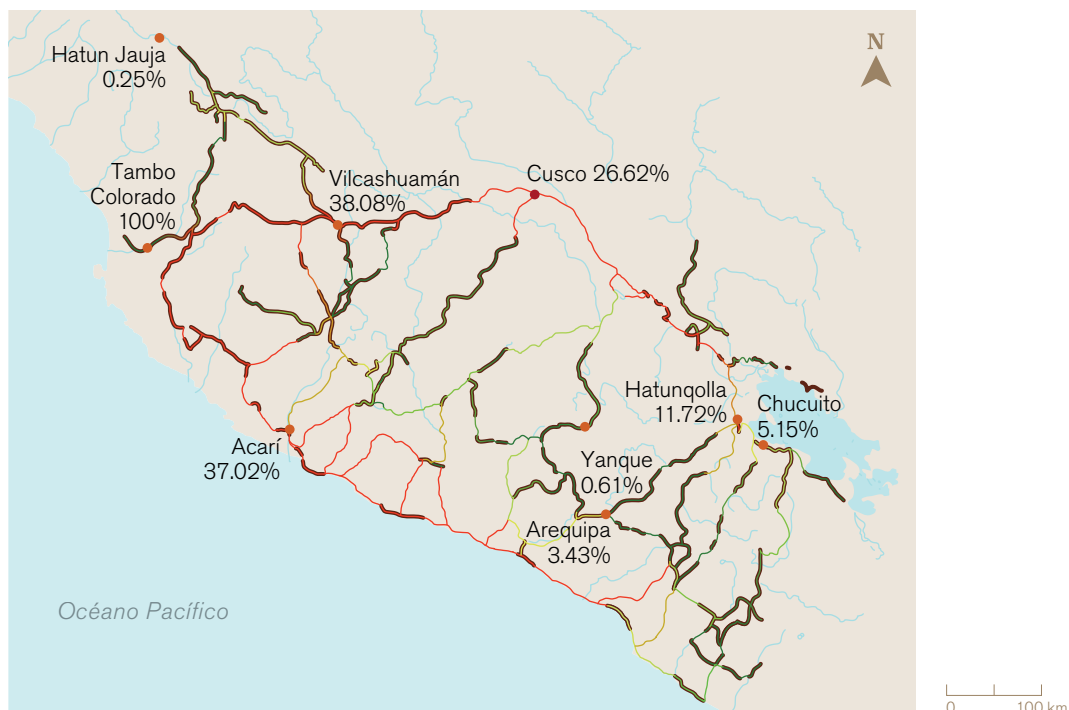 Hatun Jauja
0.25%
N
Tambo
Colorado
100%
Vilcashuamán
38.08%
Cusco 26.62%
Hatunqolla
11.72%
Chucuito
5.15%
Acarí
37.02%
Yanque
0.61%
Arequipa
3.43%
Océano Pacífico
0
100 km